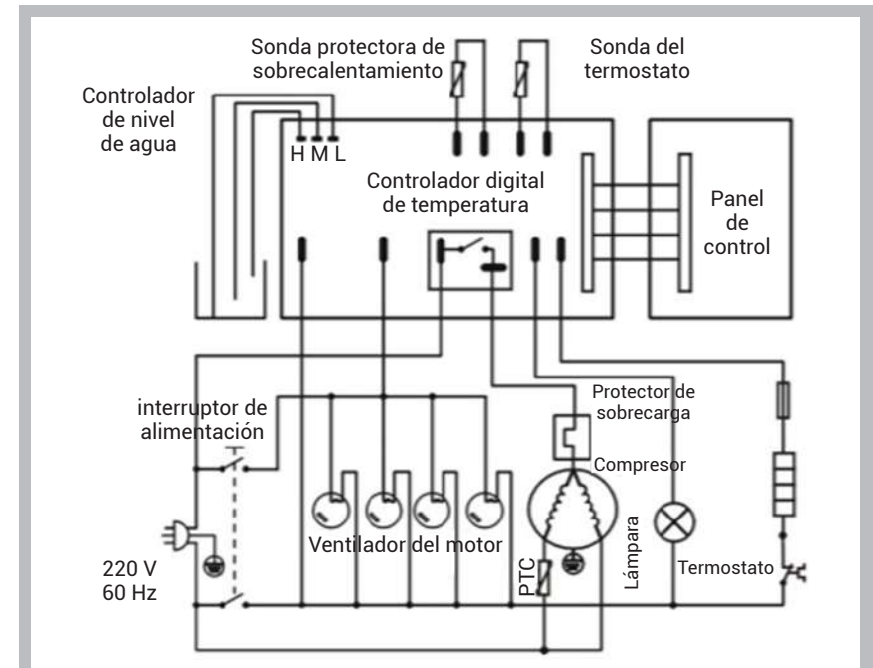 Sonda protectora de
sobrecalentamiento
Sonda del
termostato
Controlador
de nivel
de agua
H M L
Controlador digital
de temperatura
Panel
de
control
interruptor de
alimentación
Protector de
sobrecarga
Compresor
Ventilador del motor
PTC
Lámpara
Termostato
220 V
60 Hz